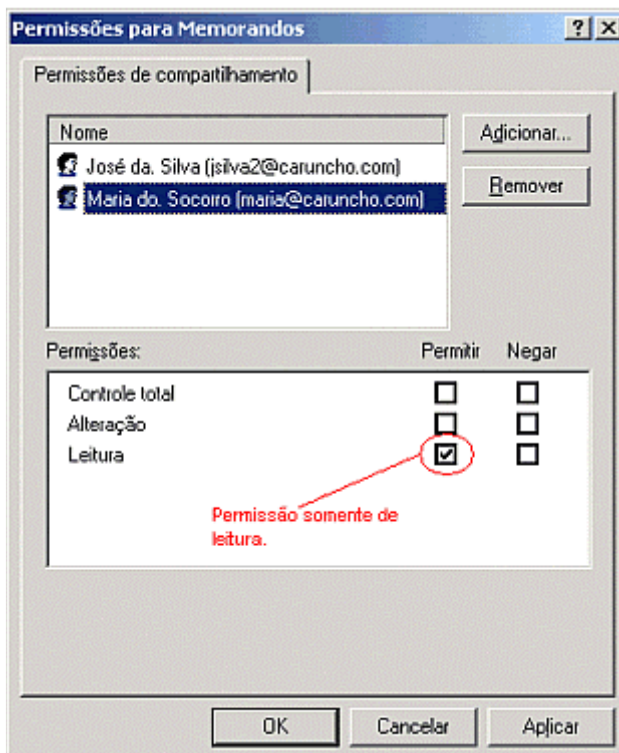 Permissões para Memorandos
Permissões de compartilhamento
Nome
Adicionar...
José da. Silva (jsilva2@caruncho.com)
Maria do. Socorro (maria@caruncho.com)
Remover
Permissões: Permitir Negar
Controle total
Alteração
Leitura
Permissão somente de
leitura.
OK Cancelar Aplicar